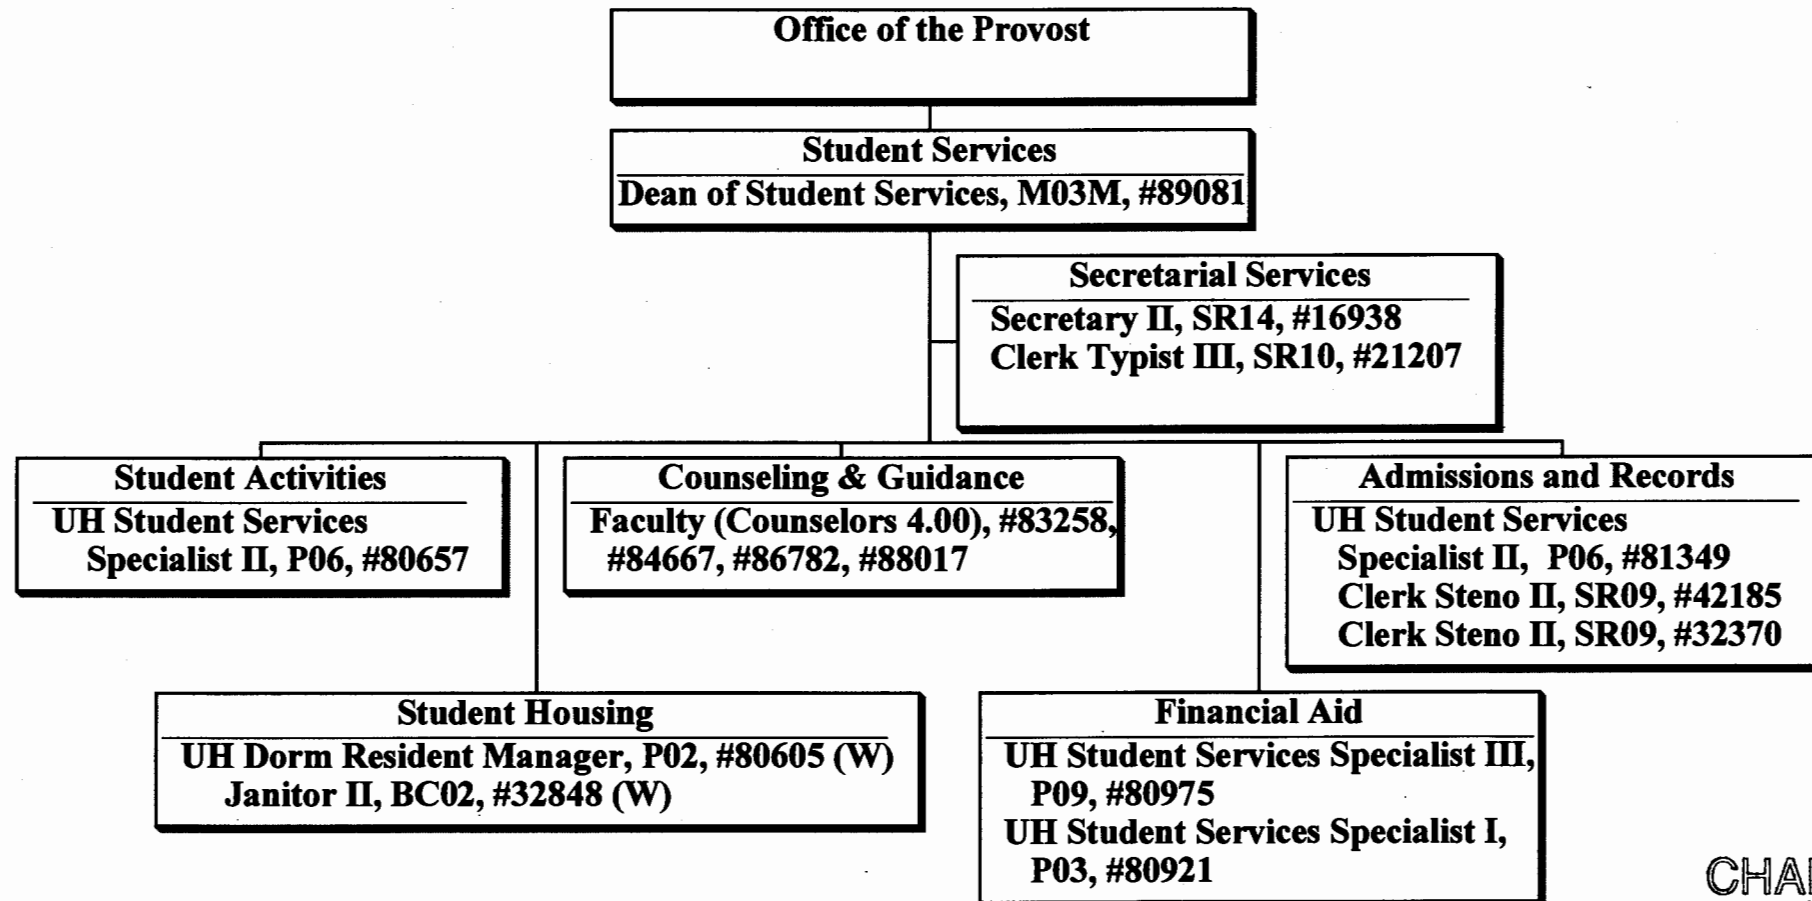 Office of the Provost
Student Services
Dean of Student Services, M03M, #89081
Secretarial Services
Secretary II, SR14, #16938
Clerk Typist III, SR10, #21207
Student Activities
UH Student Services
Specialist II, P06, #80657
Counseling & Guidance
Faculty (Counselors 4.00), #83258,
#84667, #86782, #88017
Admissions and Records
UH Student Services
Specialist II, P06, #81349
Clerk Steno II, SR09, #42185
Clerk Steno II, SR09, #32370
Student Housing
UH Dorm Resident Manager, P02, #80605 (W)
Janitor II, BC02, #32848 (W)
Financial Aid
UH Student Services Specialist III,
P09, #80975
UH Student Services Specialist I,
P03, #80921